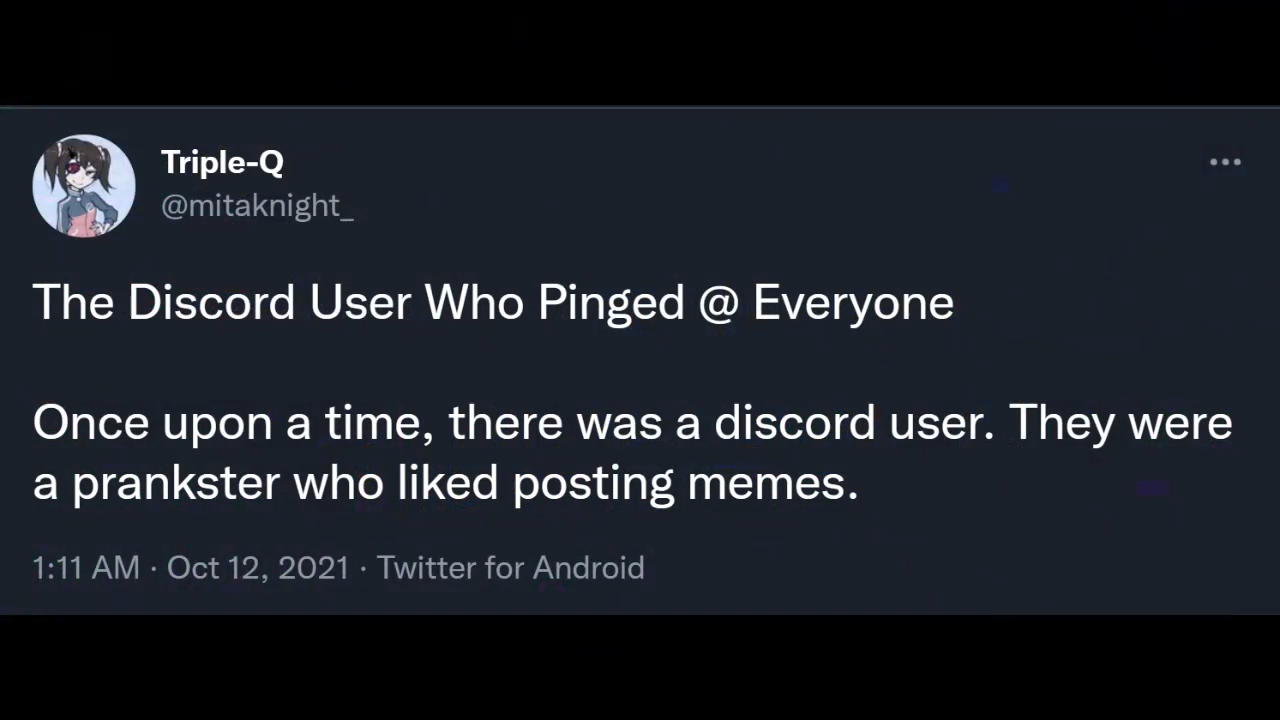 Triple-Q
@mitaknight_
The Discord User Who Pinged @ Everyone
Once upon a time, there was a discord user. They were
a prankster who liked posting memes.
1:11 AM · Oct 12, 2021 · Twitter for Android